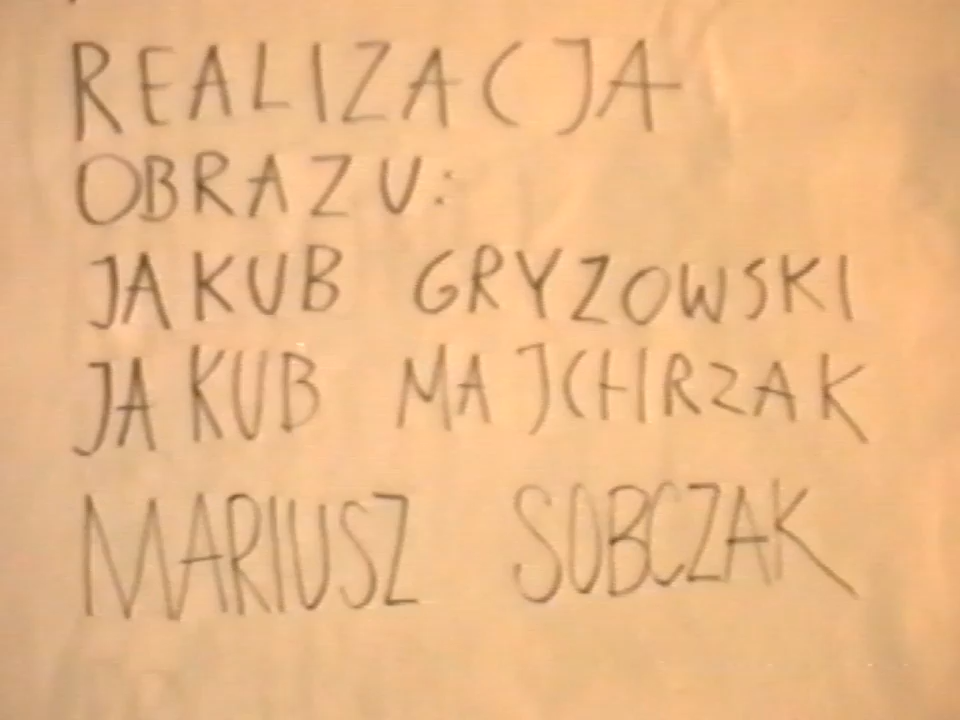 REALIZACJA
OBRAZU:
JAKUB GRYZOWSKI
JAKUB MAJCHRZAK
MARIUSZ SOBCZAK